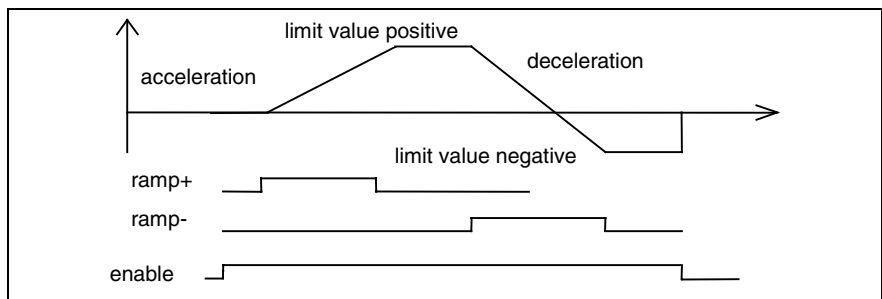 limit value positive
deceleration
acceleration
limit value negative
ramp+
ramp-
enable